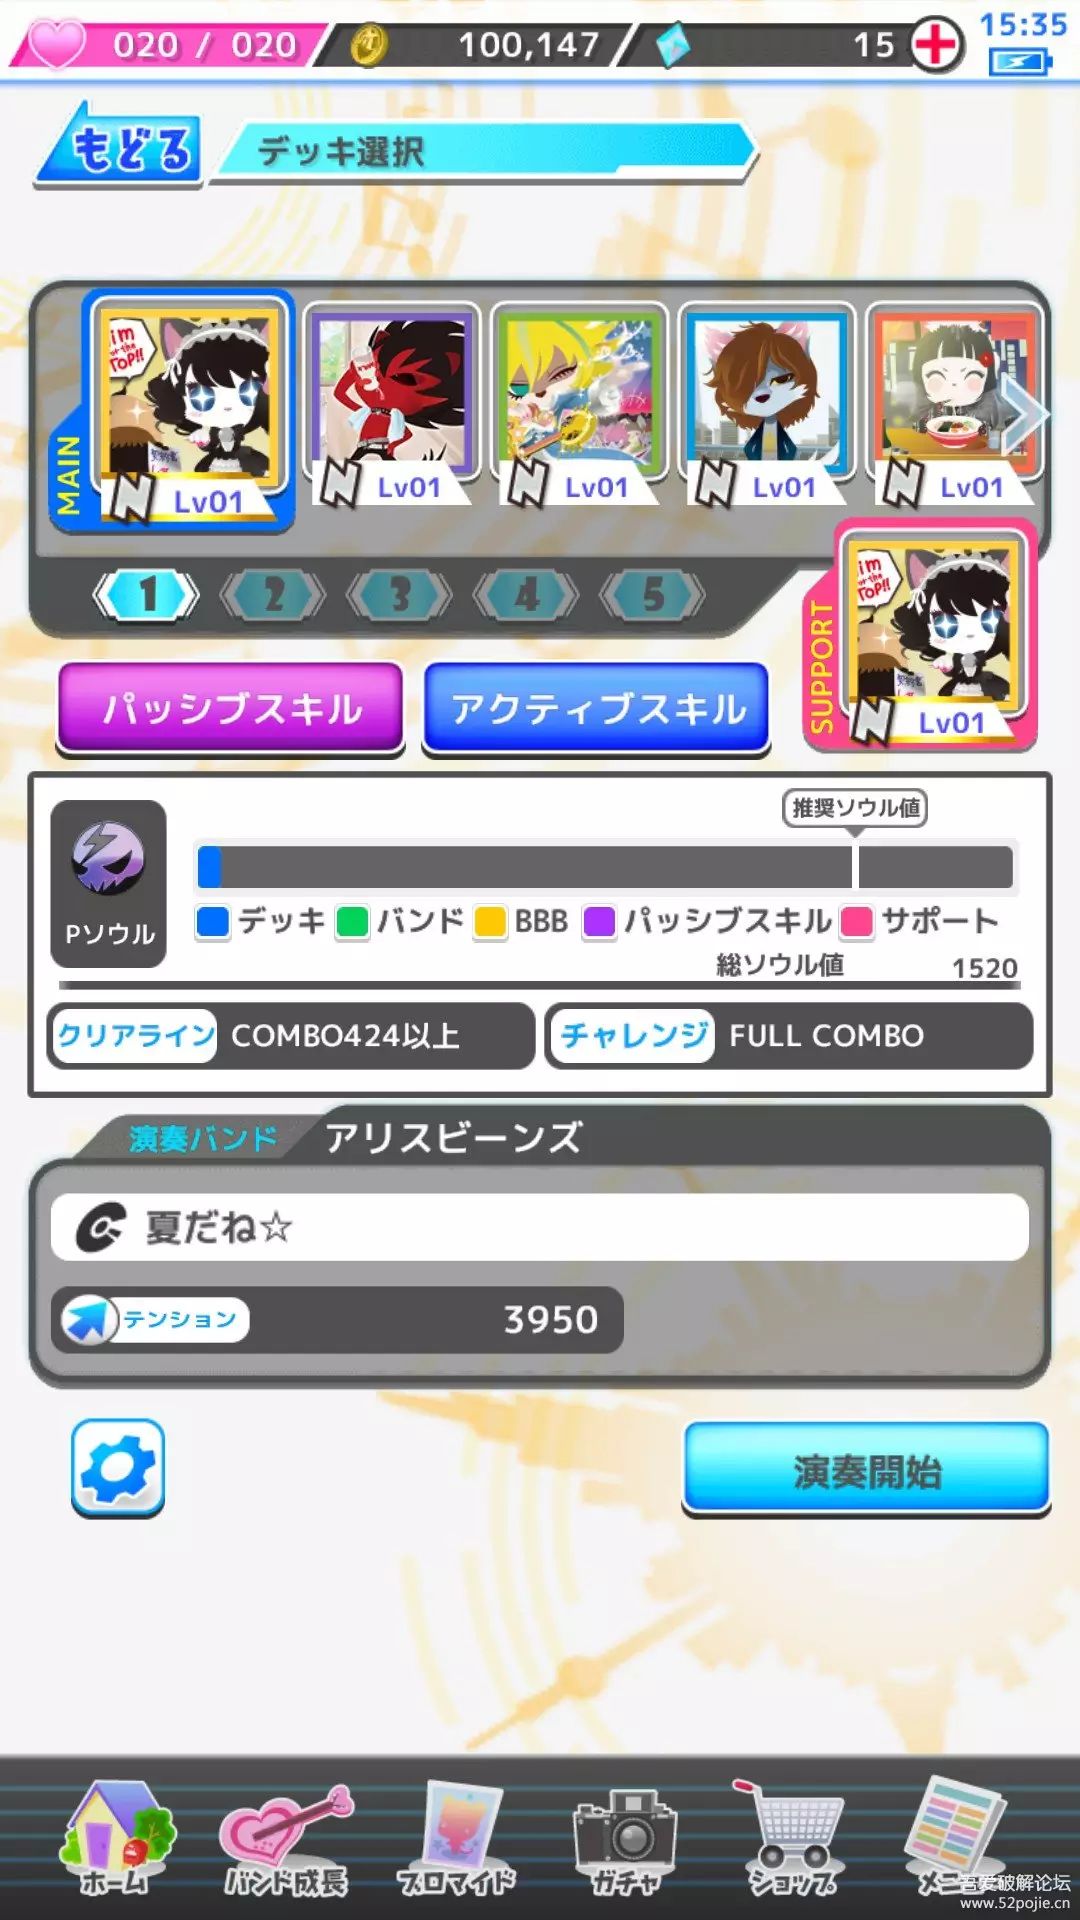 020 / 020
100,147
15
15:35
もどる
デッキ選択
I'm
TOP!!
MAIN
N Lv01
N Lv01
N Lv01
N Lv01
N Lv01
1 2 3 4 5
パッシブスキル
アクティブスキル
I'm
TOP!!
SUPPORT
N Lv01
推奨ソウル値
Pソウル
デッキ バンド BBB パッシブスキル サポート
総ソウル値 1520
クリアライン COMBO424以上
チャレンジ FULL COMBO
演奏バンド アリスビーンズ
夏だね☆
テンション 3950
演奏開始
ホーム バンド成長 ブロマイド ガチャ ショップ
吾爱破解论坛
www.52pojie.cn